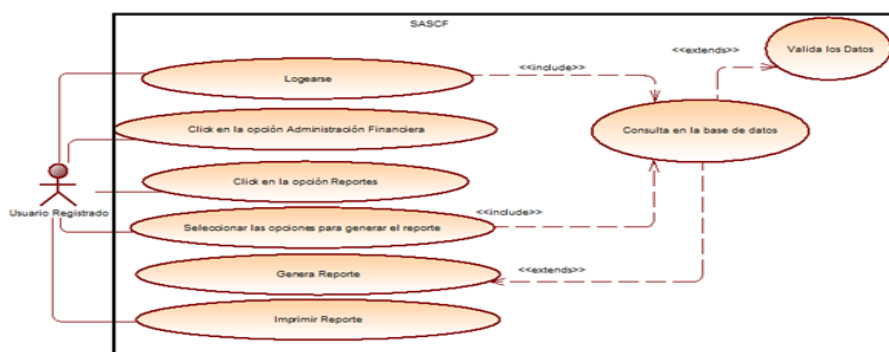 SASCF
Valida los Datos
<<extends>>
Logearse
<<include>>
Click en la opción Administración Financiera
Consulta en la base de datos
Click en la opción Reportes
Usuario Registrado
<<include>>
Seleccionar las opciones para generar el reporte
Genera Reporte
<<extends>>
Imprimir Reporte